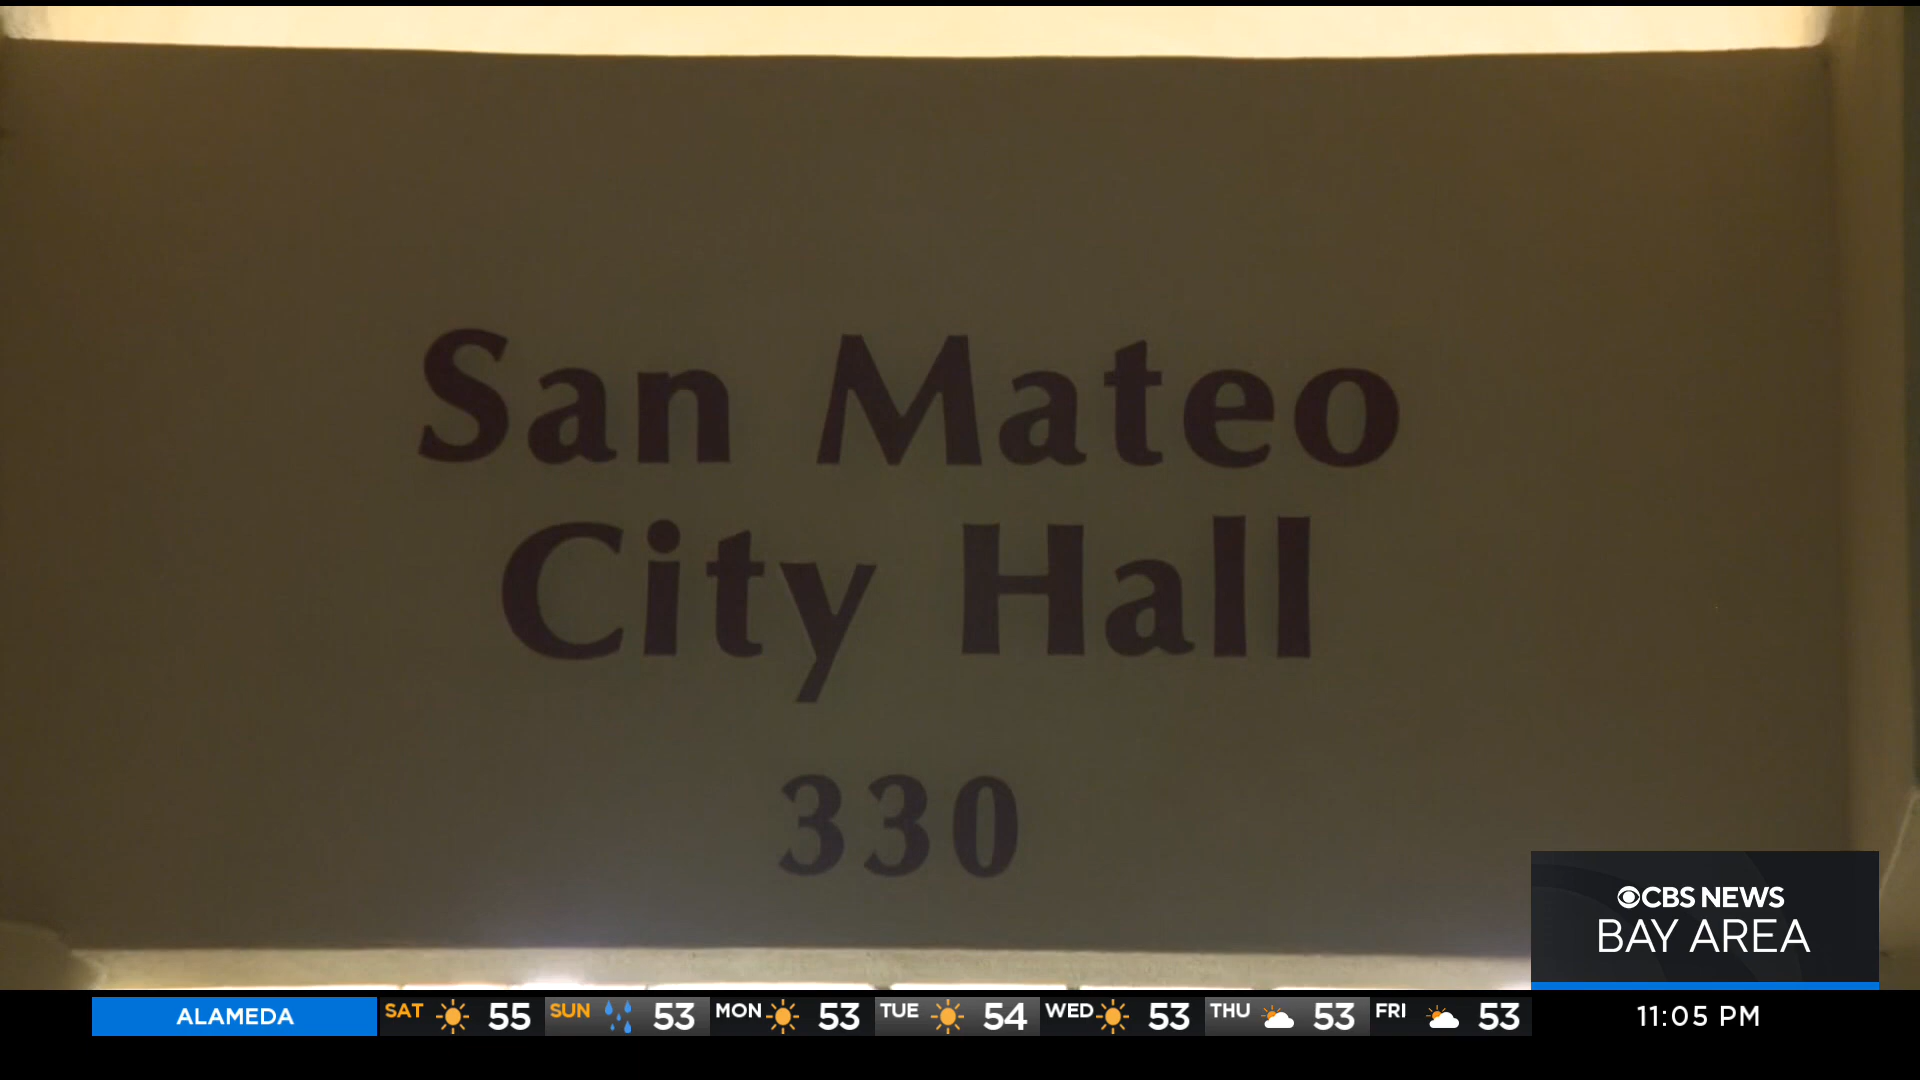 San Mateo
City Hall
330
CBS NEWS
BAY AREA
ALAMEDA SAT 55 SUN 53 MON 53 TUE 54 WED 53 THU 53 FRI 53 11:05 PM